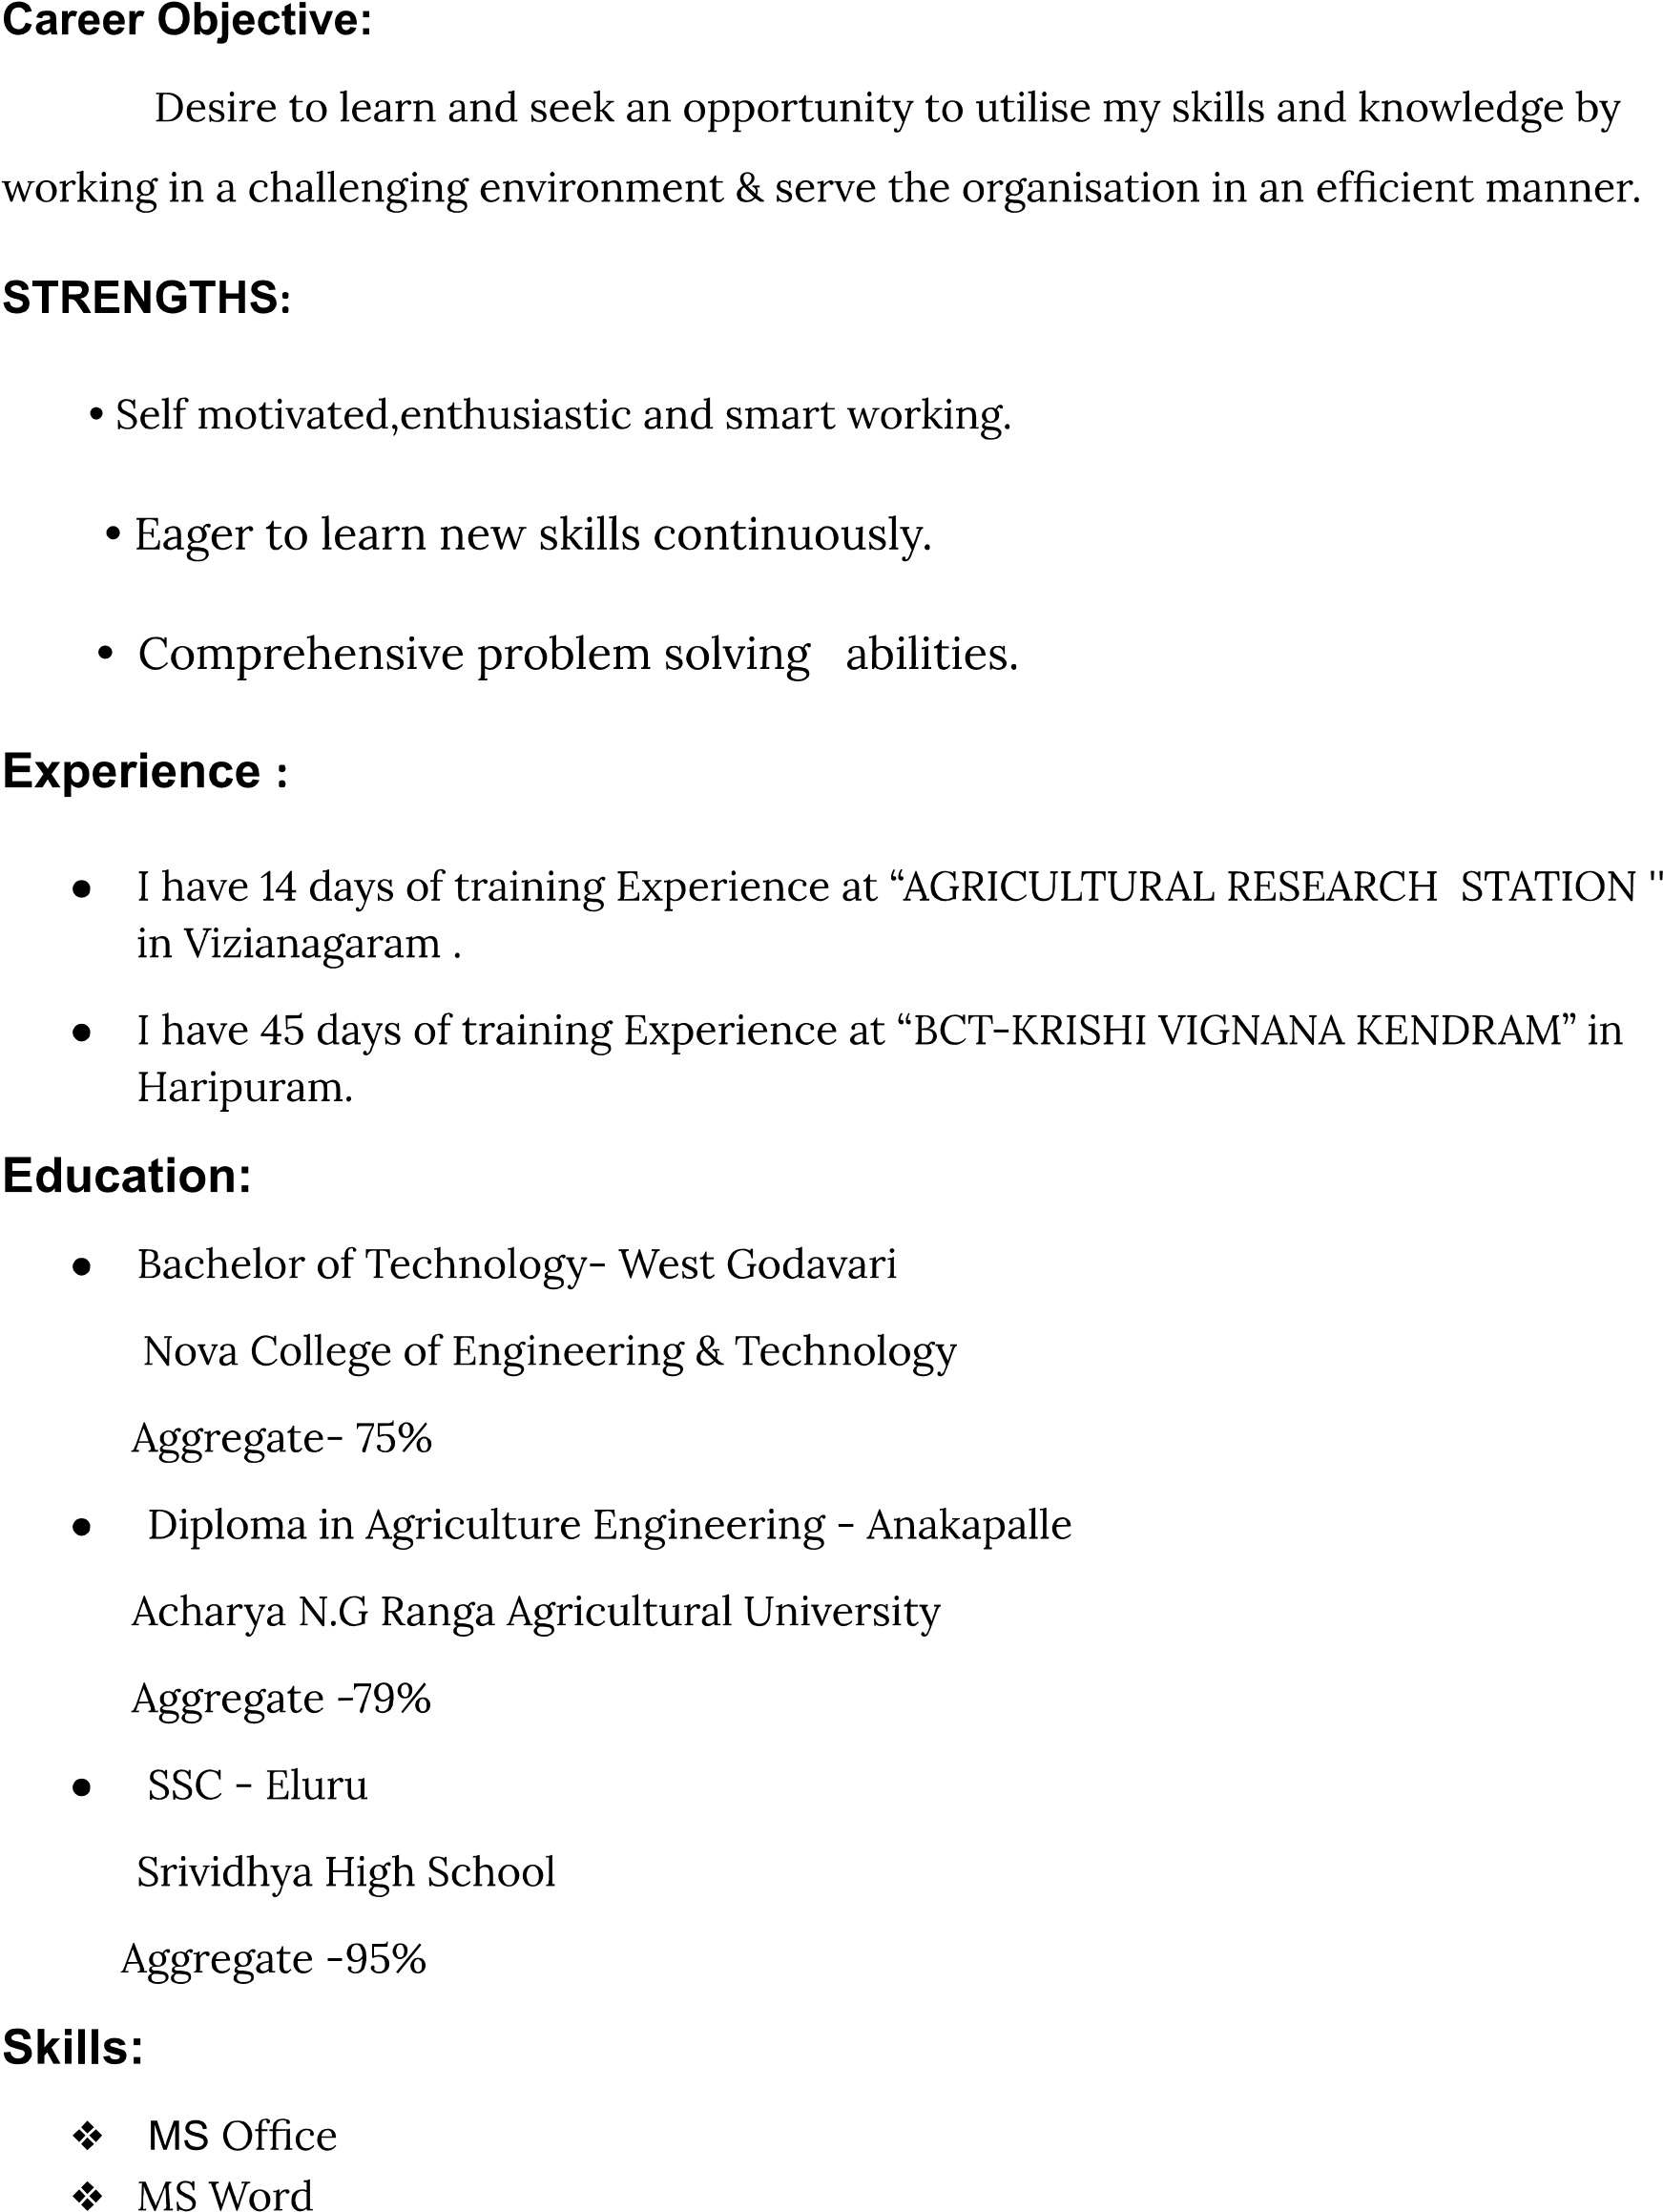 Career Objective:
Desire to learn and seek an opportunity to utilise my skills and knowledge by
working in a challenging environment & serve the organisation in an efficient manner.
STRENGTHS:
• Self motivated,enthusiastic and smart working.
• Eager to learn new skills continuously.
• Comprehensive problem solving   abilities.
Experience :
● I have 14 days of training Experience at “AGRICULTURAL RESEARCH  STATION "
in Vizianagaram .
● I have 45 days of training Experience at “BCT-KRISHI VIGNANA KENDRAM” in
Haripuram.
Education:
● Bachelor of Technology- West Godavari
Nova College of Engineering & Technology
Aggregate- 75%
● Diploma in Agriculture Engineering - Anakapalle
Acharya N.G Ranga Agricultural University
Aggregate -79%
● SSC - Eluru
Srividhya High School
Aggregate -95%
Skills:
❖ MS Office
❖ MS Word